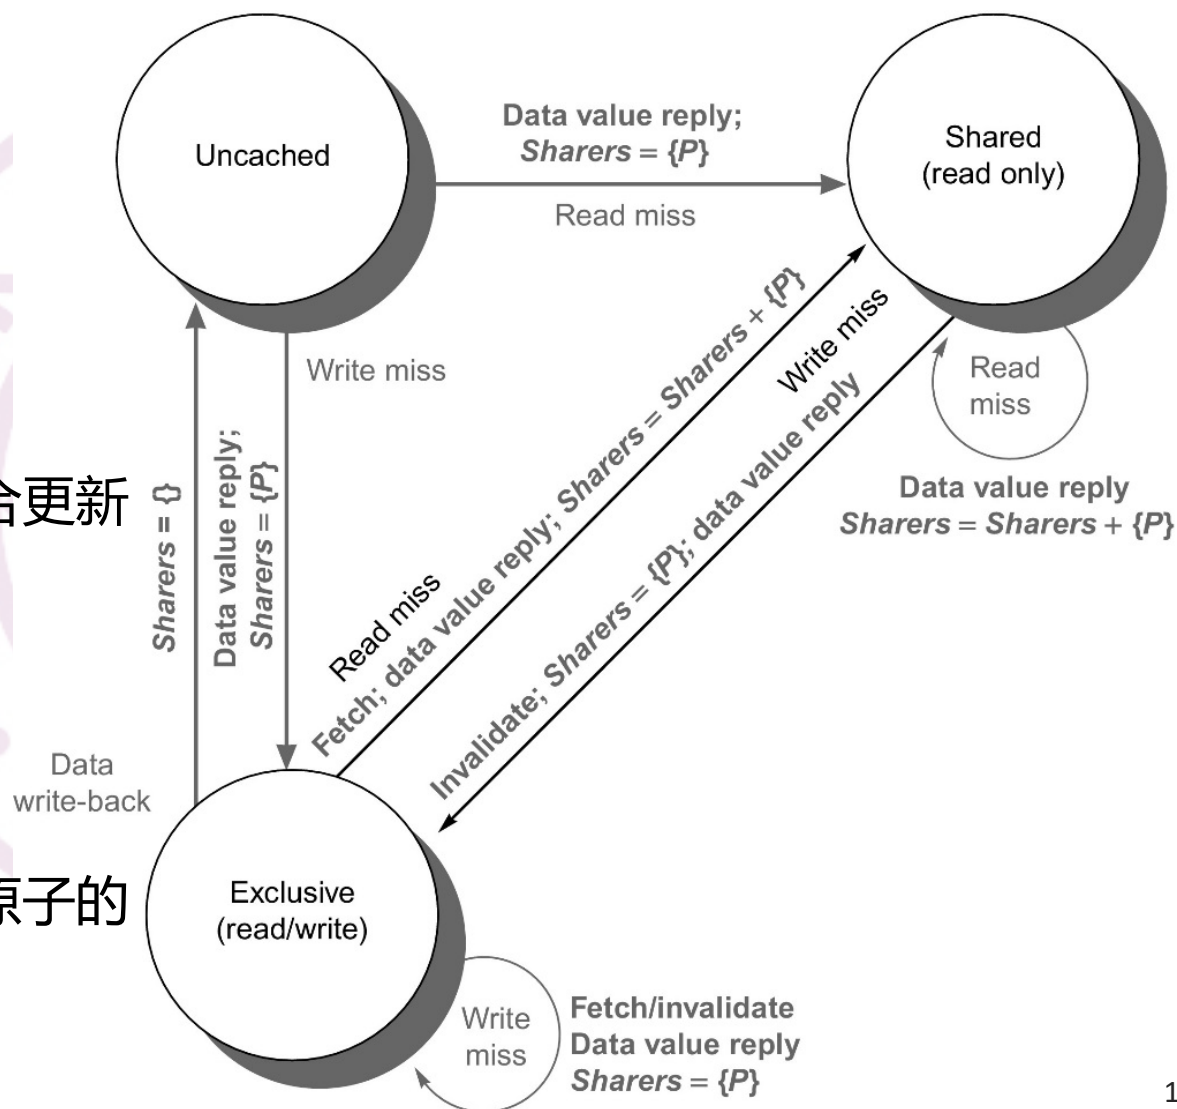 Uncached
Data value reply;
Sharers = {P}
Read miss
Shared
(read only)
Write miss
Sharers = {}
Data value reply;
Sharers = {P}
Read miss
Fetch; data value reply; Sharers = Sharers + {P}
Write miss
Invalidate; Sharers = {P}; data value reply
Read
miss
Data value reply
Sharers = Sharers + {P}
更新
Data
write-back
原子的
Exclusive
(read/write)
Write
miss
Fetch/invalidate
Data value reply
Sharers = {P}
1